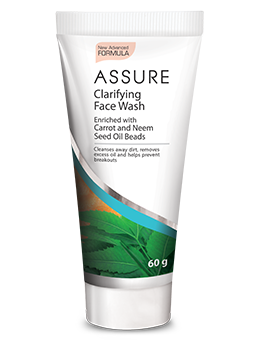 New Advanced
FORMULA
ASSURE
Clarifying
Face Wash
Enriched with
Carrot and Neem
Seed Oil Beads
Cleanses away dirt, removes
excess oil and helps prevent
breakouts
60 g